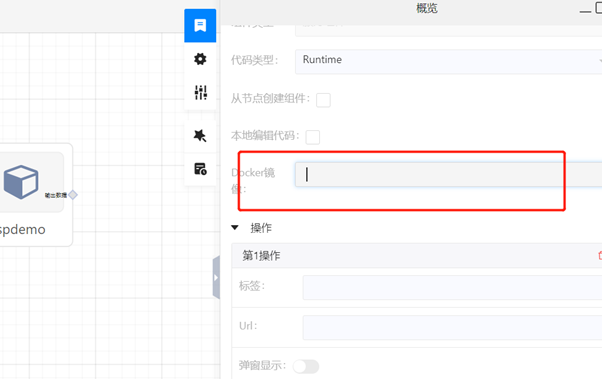 概览
代码类型： Runtime
从节点创建组件：
本地编辑代码：
Docker镜
像：
输出数据
spdemo
操作
第1操作
标签：
Url：
弹窗显示：